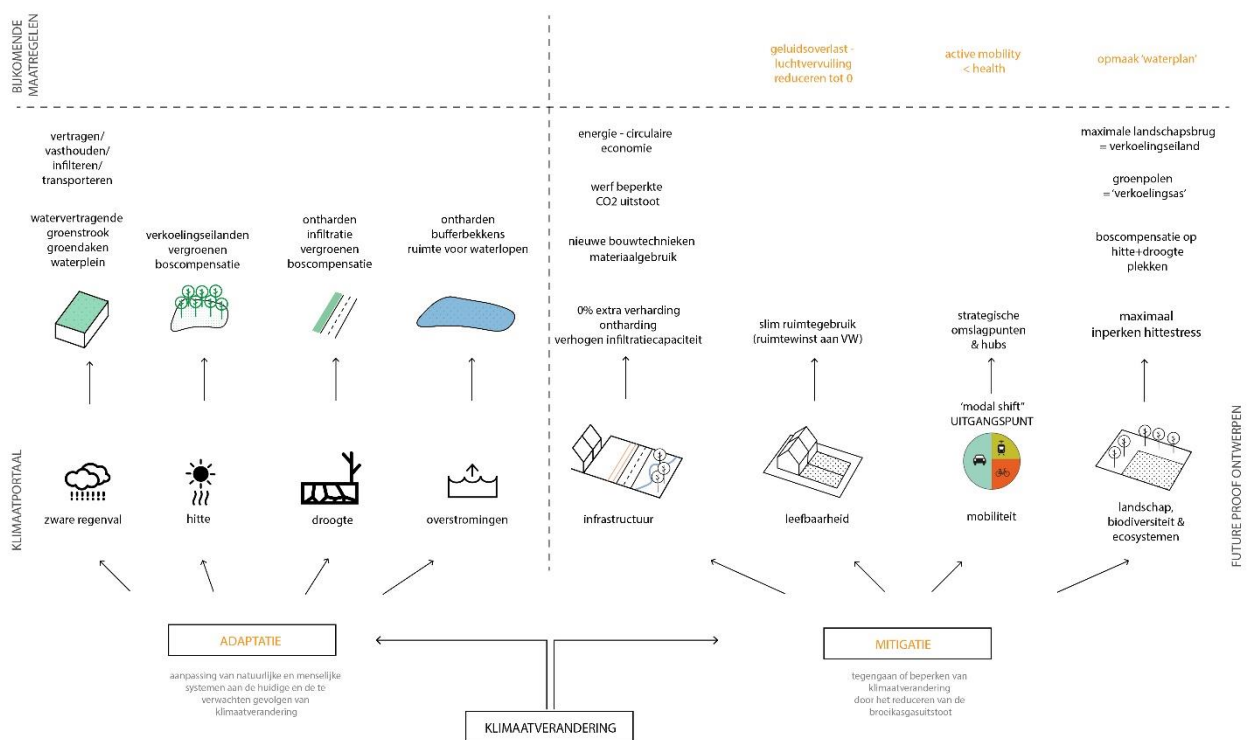 BIJKOMENDE
MAATREGELEN
geluidsoverlast -
luchtvervuiling
reduceren tot 0
active mobility
< health
opmaak ‘waterplan’
vertragen/
vasthouden/
infilteren/
transporteren
watervertragende
groenstrook
groendaken
waterplein
verkoelingseilanden
vergroenen
boscompensatie
ontharden
infiltratie
vergroenen
boscompensatie
ontharden
bufferbekkens
ruimte voor waterlopen
energie - circulaire
economie
werf beperkte
CO2 uitstoot
nieuwe bouwtechnieken
materiaalgebruik
0% extra verharding
ontharding
verhogen infiltratiecapaciteit
slim ruimtegebruik
(ruimtewinst aan VW)
strategische
omslagpunten
& hubs
maximale landschapsbrug
= verkoelingseiland
groenpolen
= ‘verkoelingsas’
boscompensatie op
hitte+droogte
plekken
maximaal
inperken hittestress
‘modal shift”
UITGANGSPUNT
KLIMAATPORTAAL
zware regenval
hitte
droogte
overstromingen
infrastructuur
leefbaarheid
mobiliteit
landschap,
biodiversiteit &
ecosystemen
FUTURE PROOF ONTWERPEN
ADAPTATIE
aanpassing van natuurlijke en menselijke
systemen aan de huidige en de te
verwachten gevolgen van
klimaatverandering
MITIGATIE
tegengaan of beperken van
klimaatverandering
door het reduceren van de
broeikasgasuitstoot
KLIMAATVERANDERING